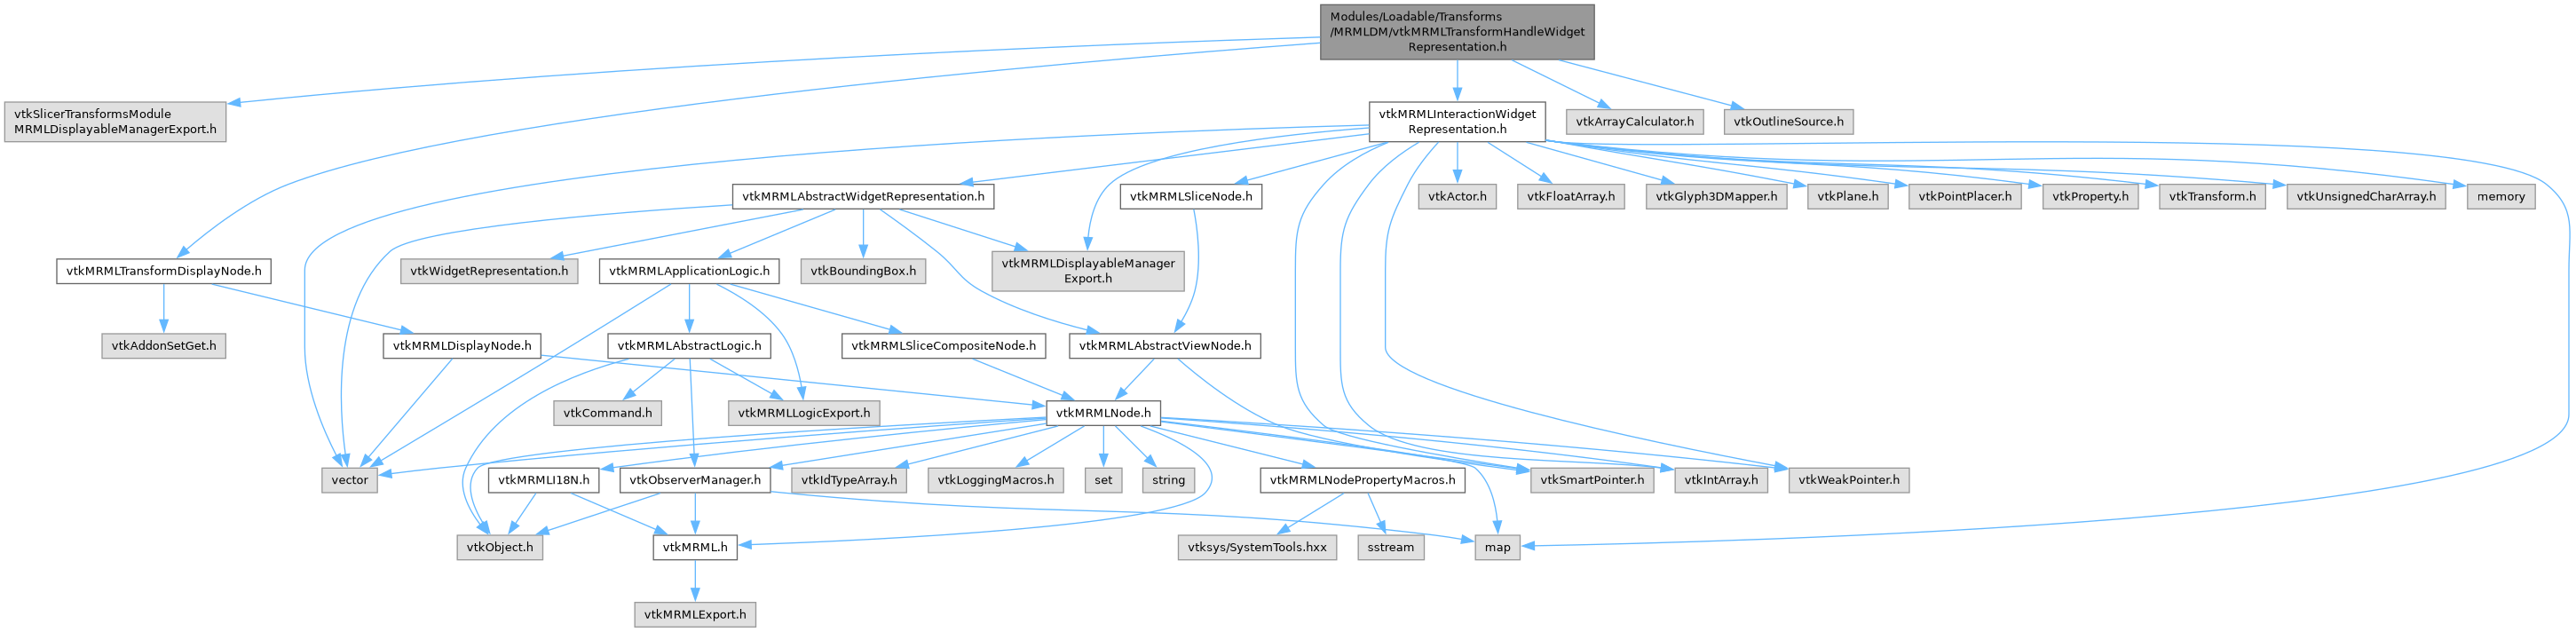 Modules/Loadable/Transforms
/MRMLDM/vtkMRMLTransformHandleWidget
Representation.h
vtkSlicerTransformsModule
MRMLDisplayableManagerExport.h
vtkMRMLInteractionWidget
Representation.h
vtkArrayCalculator.h
vtkOutlineSource.h
vtkMRMLAbstractWidgetRepresentation.h
vtkMRMLSliceNode.h
vtkActor.h
vtkFloatArray.h
vtkGlyph3DMapper.h
vtkPlane.h
vtkPointPlacer.h
vtkProperty.h
vtkTransform.h
vtkUnsignedCharArray.h
memory
vtkMRMLTransformDisplayNode.h
vtkWidgetRepresentation.h
vtkMRMLApplicationLogic.h
vtkBoundingBox.h
vtkMRMLDisplayableManager
Export.h
vtkAddonSetGet.h
vtkMRMLDisplayNode.h
vtkMRMLAbstractLogic.h
vtkMRMLSliceCompositeNode.h
vtkMRMLAbstractViewNode.h
vtkCommand.h
vtkMRMLLogicExport.h
vtkMRMLNode.h
vector
vtkMRMLI18N.h
vtkObserverManager.h
vtkIdTypeArray.h
vtkLoggingMacros.h
set
string
vtkMRMLNodePropertyMacros.h
vtkSmartPointer.h
vtkIntArray.h
vtkWeakPointer.h
vtkObject.h
vtkMRML.h
vtksys/SystemTools.hxx
sstream
map
vtkMRMLExport.h